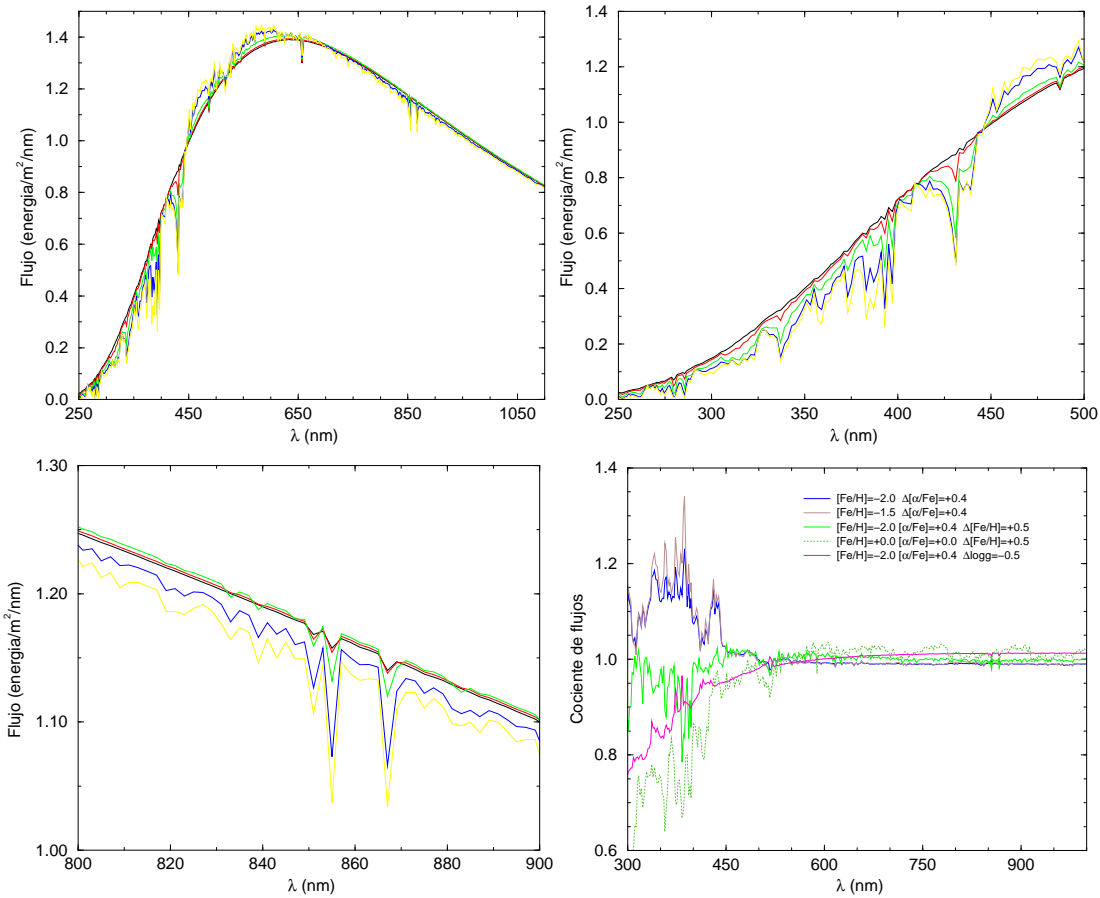 1.4
1.2
1.0
0.8
0.6
0.4
0.2
0.0
Flujo (energia/m²/nm)
250 450 650 850 1050
λ (nm)
1.4
1.2
1.0
0.8
0.6
0.4
0.2
0.0
Flujo (energia/m²/nm)
250 300 350 400 450 500
λ (nm)
1.30
1.20
1.10
1.00
Flujo (energia/m²/nm)
800 820 840 860 880 900
λ (nm)
1.4
1.2
1.0
0.8
0.6
Cociente de flujos
[Fe/H]=−2.0 Δ[α/Fe]=+0.4
[Fe/H]=−1.5 Δ[α/Fe]=+0.4
[Fe/H]=−2.0 [α/Fe]=+0.4 Δ[Fe/H]=+0.5
[Fe/H]=+0.0 [α/Fe]=+0.0 Δ[Fe/H]=+0.5
[Fe/H]=−2.0 [α/Fe]=+0.4 Δlogg=−0.5
300 450 600 750 900
λ (nm)